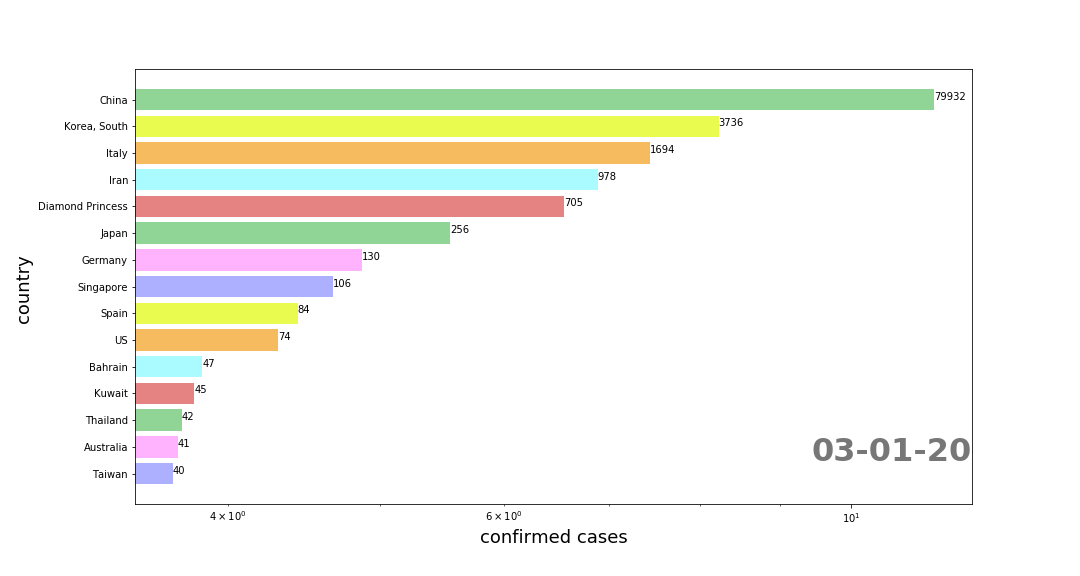 China 79932
Korea, South 3736
Italy 1694
Iran 978
Diamond Princess 705
Japan 256
Germany 130
Singapore 106
Spain 84
US 74
Bahrain 47
Kuwait 45
Thailand 42
Australia 41
Taiwan 40
03-01-20
country
4 × 10⁰ 6 × 10⁰ 10¹
confirmed cases